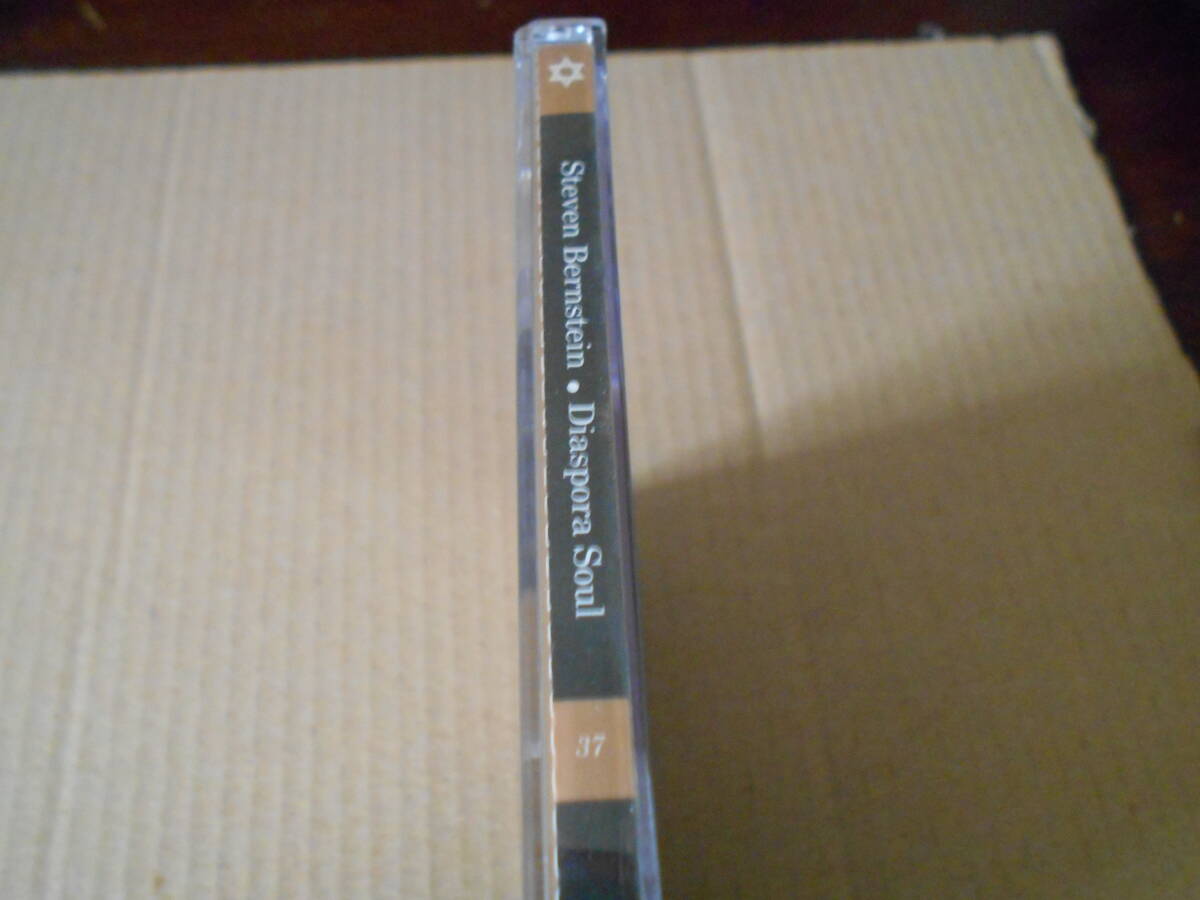 Steven Bernstein • Diaspora Soul
37